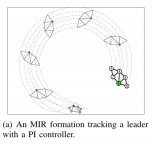 (a) An MIR formation tracking a leader
with a PI controller.